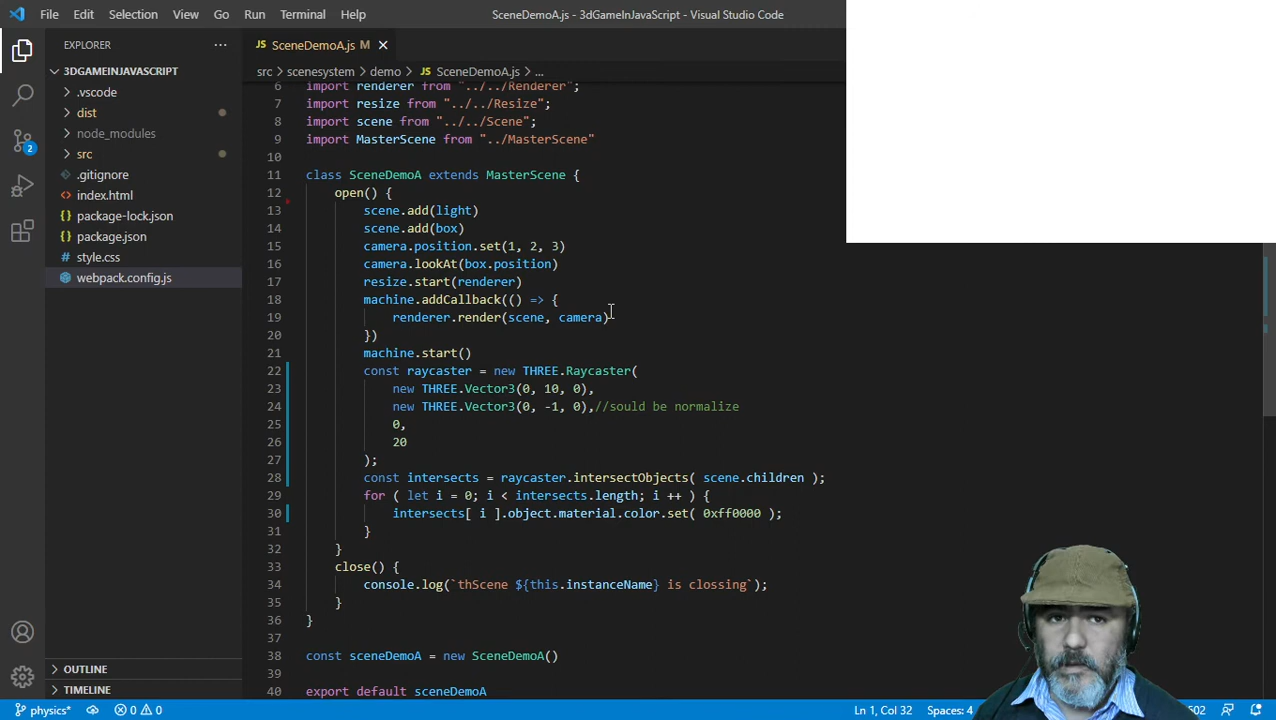 File Edit Selection View Go Run Terminal Help SceneDemoA.js - 3dGameInJavaScript - Visual Studio Code
EXPLORER
3DGAMEINJAVASCRIPT
.vscode
dist
node_modules
src
.gitignore
index.html
package-lock.json
package.json
style.css
webpack.config.js
OUTLINE
TIMELINE
2
SceneDemoA.js M
src > scenesystem > demo > JS SceneDemoA.js > ...
6 import renderer from "../../Renderer";
7 import resize from "../../Resize";
8 import scene from "../../Scene";
9 import MasterScene from "../MasterScene"
10
11 class SceneDemoA extends MasterScene {
12 open() {
13 scene.add(light)
14 scene.add(box)
15 camera.position.set(1, 2, 3)
16 camera.lookAt(box.position)
17 resize.start(renderer)
18 machine.addCallback(() => {
19 renderer.render(scene, camera)
20 })
21 machine.start()
22 const raycaster = new THREE.Raycaster(
23 new THREE.Vector3(0, 10, 0),
24 new THREE.Vector3(0, -1, 0),//sould be normalize
25 0,
26 20
27 );
28 const intersects = raycaster.intersectObjects( scene.children );
29 for ( let i = 0; i < intersects.length; i ++ ) {
30 intersects[ i ].object.material.color.set( 0xff0000 );
31 }
32 }
33 close() {
34 console.log(`thScene ${this.instanceName} is clossing`);
35 }
36 }
37
38 const sceneDemoA = new SceneDemoA()
39
40 export default sceneDemoA
physics* 0 0 Ln 1, Col 32 Spaces: 4